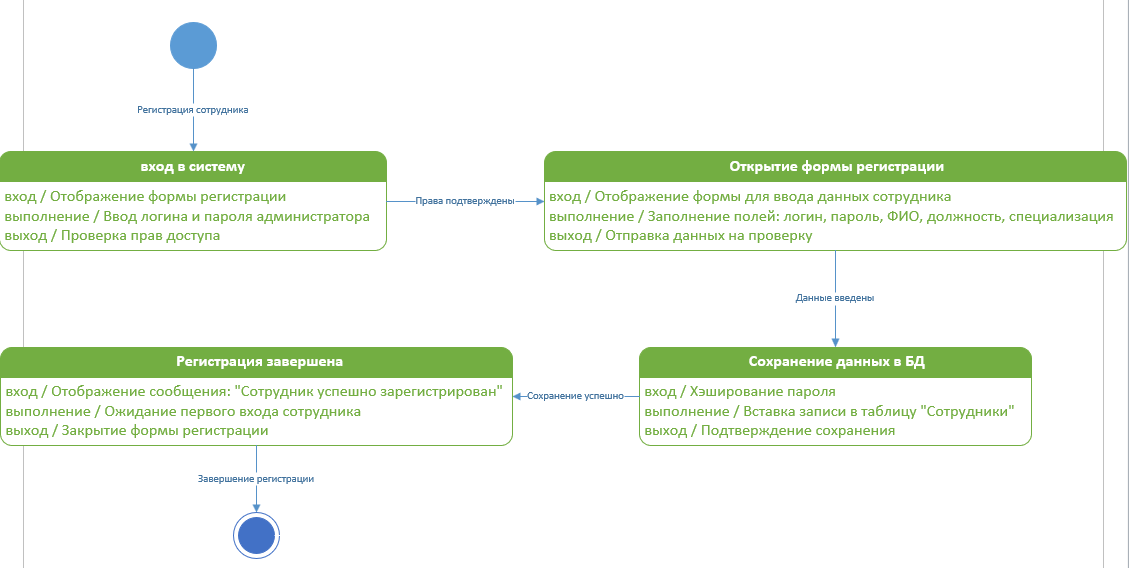 Регистрация сотрудника
вход в систему
вход / Отображение формы регистрации
выполнение / Ввод логина и пароля администратора
выход / Проверка прав доступа
Права подтверждены
Открытие формы регистрации
вход / Отображение формы для ввода данных сотрудника
выполнение / Заполнение полей: логин, пароль, ФИО, должность, специализация
выход / Отправка данных на проверку
Данные введены
Сохранение данных в БД
вход / Хэширование пароля
выполнение / Вставка записи в таблицу "Сотрудники"
выход / Подтверждение сохранения
Сохранение успешно
Регистрация завершена
вход / Отображение сообщения: "Сотрудник успешно зарегистрирован"
выполнение / Ожидание первого входа сотрудника
выход / Закрытие формы регистрации
Завершение регистрации